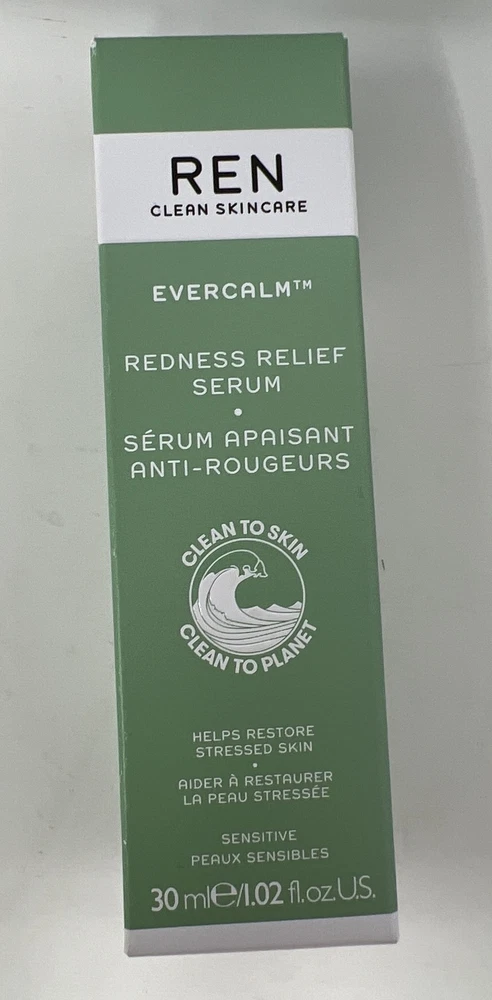 REN
CLEAN SKINCARE
EVERCALM™
REDNESS RELIEF
SERUM
•
SÉRUM APAISANT
ANTI-ROUGEURS
CLEAN TO SKIN
CLEAN TO PLANET
HELPS RESTORE
STRESSED SKIN
•
AIDER À RESTAURER
LA PEAU STRESSÉE
SENSITIVE
PEAUX SENSIBLES
30 ml℮/1.02 fl.oz.U.S.